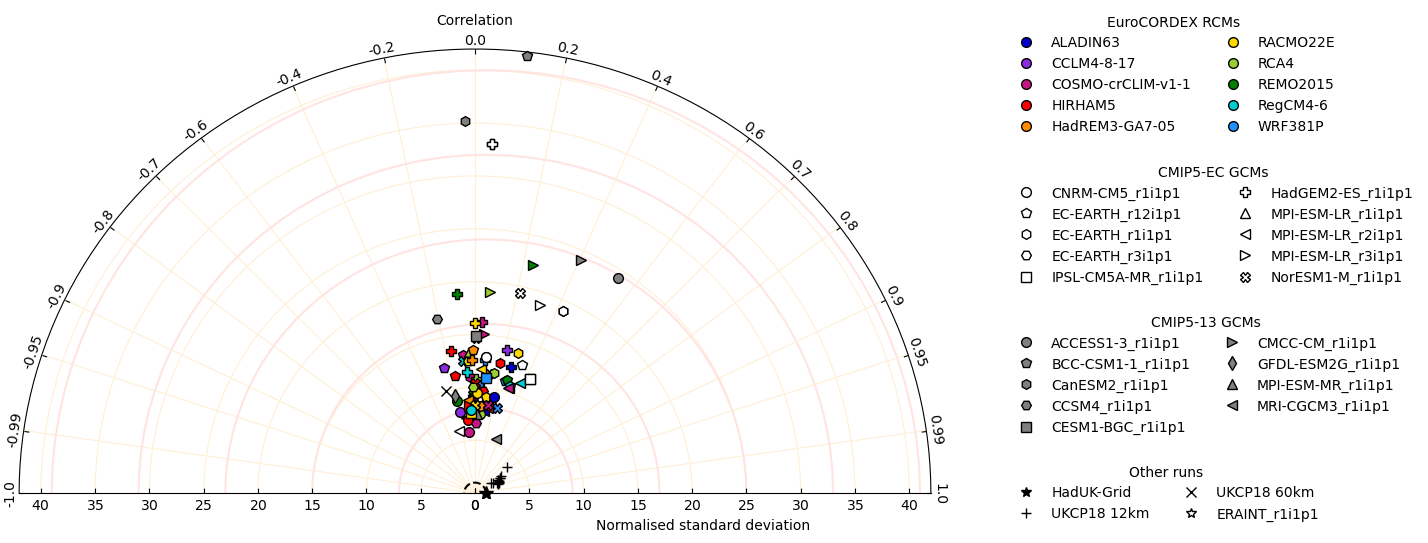 Correlation
-1.0
-0.99
-0.95
-0.9
-0.8
-0.7
-0.6
-0.4
-0.2
0.0
0.2
0.4
0.6
0.7
0.8
0.9
0.95
0.99
1.0
40 35 30 25 20 15 10 5 0 5 10 15 20 25 30 35 40
Normalised standard deviation
EuroCORDEX RCMs
ALADIN63 RACMO22E
CCLM4-8-17 RCA4
COSMO-crCLIM-v1-1 REMO2015
HIRHAM5 RegCM4-6
HadREM3-GA7-05 WRF381P
CMIP5-EC GCMs
CNRM-CM5_r1i1p1 HadGEM2-ES_r1i1p1
EC-EARTH_r12i1p1 MPI-ESM-LR_r1i1p1
EC-EARTH_r1i1p1 MPI-ESM-LR_r2i1p1
EC-EARTH_r3i1p1 MPI-ESM-LR_r3i1p1
IPSL-CM5A-MR_r1i1p1 NorESM1-M_r1i1p1
CMIP5-13 GCMs
ACCESS1-3_r1i1p1 CMCC-CM_r1i1p1
BCC-CSM1-1_r1i1p1 GFDL-ESM2G_r1i1p1
CanESM2_r1i1p1 MPI-ESM-MR_r1i1p1
CCSM4_r1i1p1 MRI-CGCM3_r1i1p1
CESM1-BGC_r1i1p1
Other runs
HadUK-Grid UKCP18 60km
UKCP18 12km ERAINT_r1i1p1